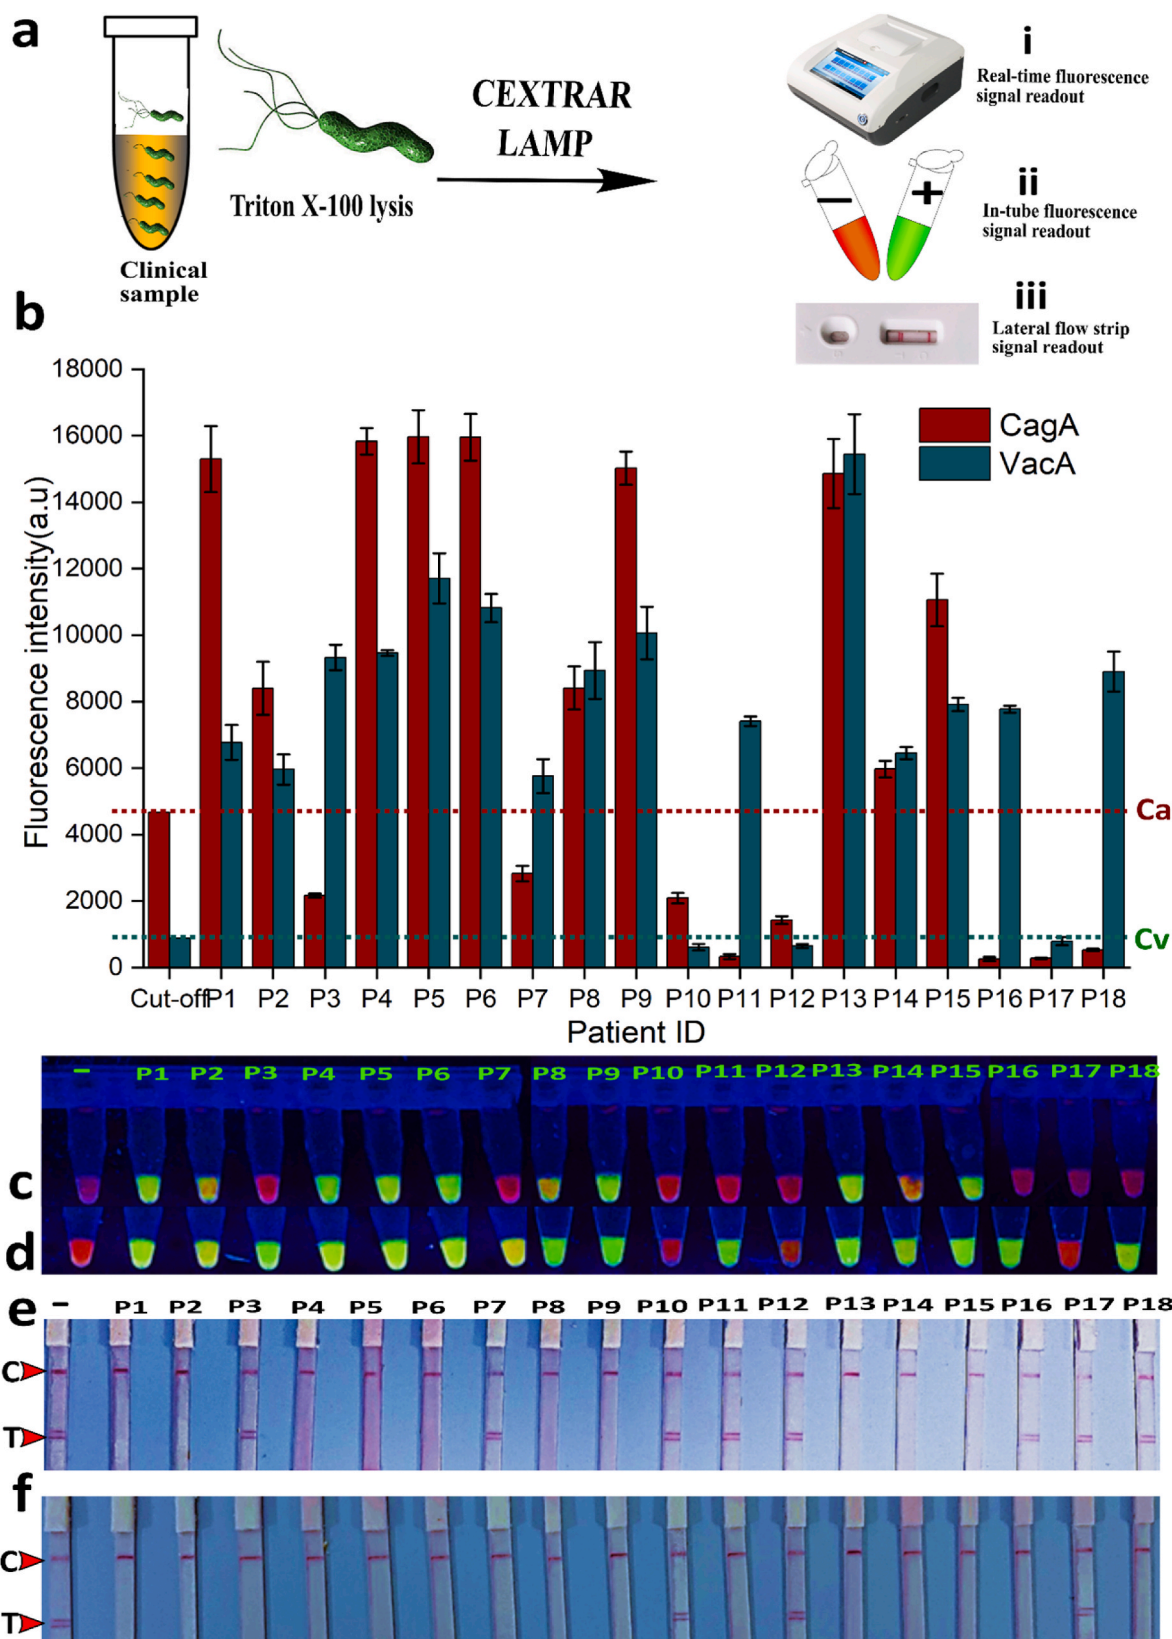 a
CEXTRAR
LAMP
Triton X-100 lysis
Clinical
sample
i
Real-time fluorescence
signal readout
− +
ii
In-tube fluorescence
signal readout
iii
Lateral flow strip
signal readout
b
18000
16000
14000
12000
10000
8000
6000
4000
2000
0
Fluorescence intensity(a.u)
CagA
VacA
Ca
Cv
Cut-off P1 P2 P3 P4 P5 P6 P7 P8 P9 P10 P11 P12 P13 P14 P15 P16 P17 P18
Patient ID
− P1 P2 P3 P4 P5 P6 P7 P8 P9 P10 P11 P12 P13 P14 P15 P16 P17 P18
c
d
e
− P1 P2 P3 P4 P5 P6 P7 P8 P9 P10 P11 P12 P13 P14 P15 P16 P17 P18
C
T
f
C
T